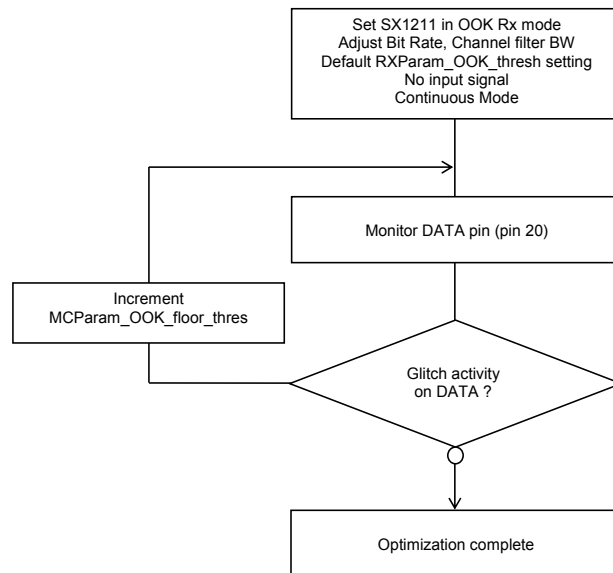 Set SX1211 in OOK Rx mode
Adjust Bit Rate, Channel filter BW
Default RXParam_OOK_thresh setting
No input signal
Continuous Mode
Monitor DATA pin (pin 20)
Increment
MCParam_OOK_floor_thres
Glitch activity
on DATA ?
Optimization complete